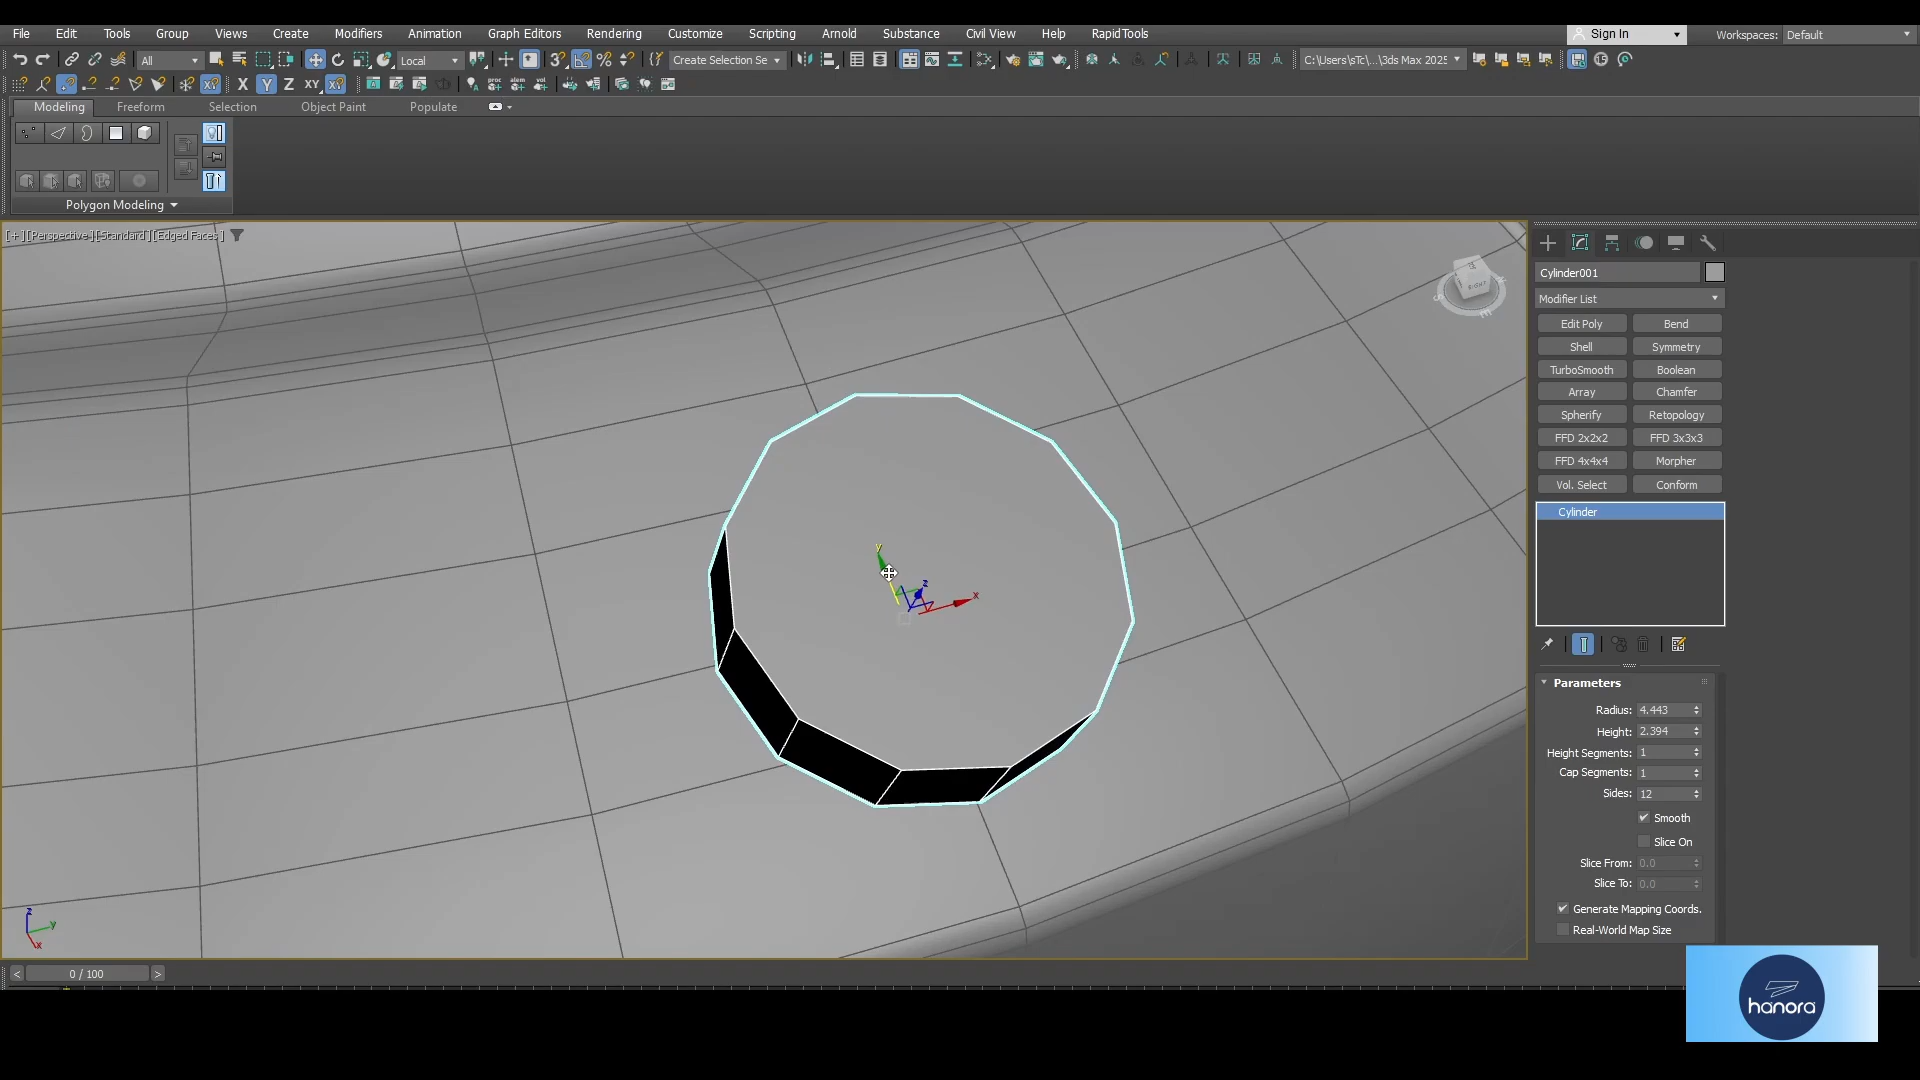 File Edit Tools Group Views Create Modifiers Animation Graph Editors Rendering Customize Scripting Arnold Substance Civil View Help RapidTools Sign In Workspaces: Default
All Local Create Selection Se C:\Users\sTc\...\3ds Max 2025
X Y Z XY
Modeling Freeform Selection Object Paint Populate
Polygon Modeling
[+][Perspective][Standard][Edged Faces]
RIGHT
Cylinder001
Modifier List
Edit Poly Bend
Shell Symmetry
TurboSmooth Boolean
Array Chamfer
Spherify Retopology
FFD 2x2x2 FFD 3x3x3
FFD 4x4x4 Morpher
Vol. Select Conform
Cylinder
y z x
Parameters
Radius: 4.443
Height: 2.394
Height Segments: 1
Cap Segments: 1
Sides: 12
Smooth
Slice On
Slice From: 0.0
Slice To: 0.0
Generate Mapping Coords.
Real-World Map Size
z y x
< 0 / 100 >
hanora